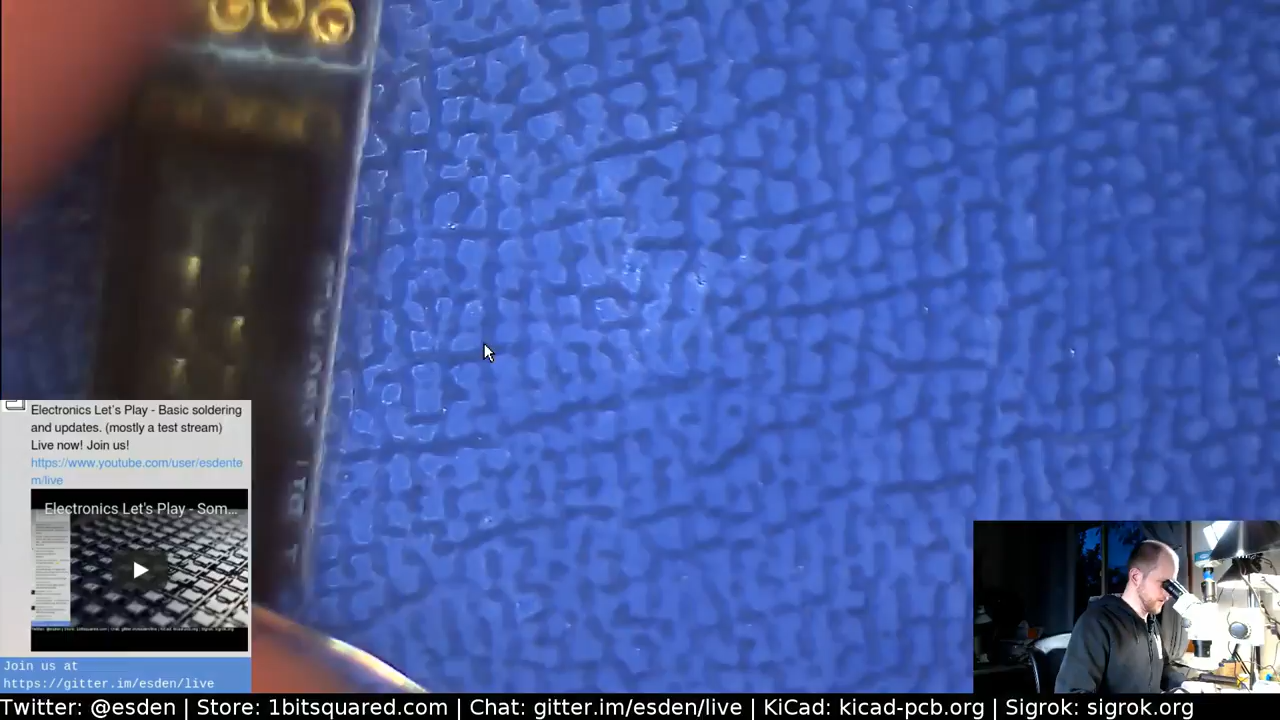 Electronics Let's Play - Basic soldering
and updates. (mostly a test stream)
Live now! Join us!
https://www.youtube.com/user/esdente
m/live
Electronics Let's Play - Som...
Join us at
https://gitter.im/esden/live
Twitter: @esden | Store: 1bitsquared.com | Chat: gitter.im/esden/live | KiCad: kicad-pcb.org | Sigrok: sigrok.org